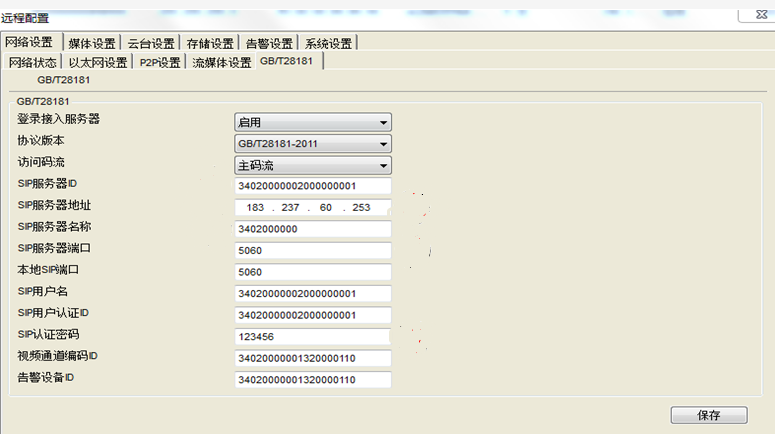 远程配置
网络设置 媒体设置 云台设置 存储设置 告警设置 系统设置
网络状态 以太网设置 P2P设置 流媒体设置 GB/T28181
GB/T28181
GB/T28181
登录接入服务器 启用
协议版本 GB/T28181-2011
访问码流 主码流
SIP服务器ID 34020000002000000001
SIP服务器地址 183 . 237 . 60 . 253
SIP服务器名称 3402000000
SIP服务器端口 5060
本地SIP端口 5060
SIP用户名 34020000002000000001
SIP用户认证ID 34020000002000000001
SIP认证密码 123456
视频通道编码ID 34020000001320000110
告警设备ID 34020000001320000110
保存